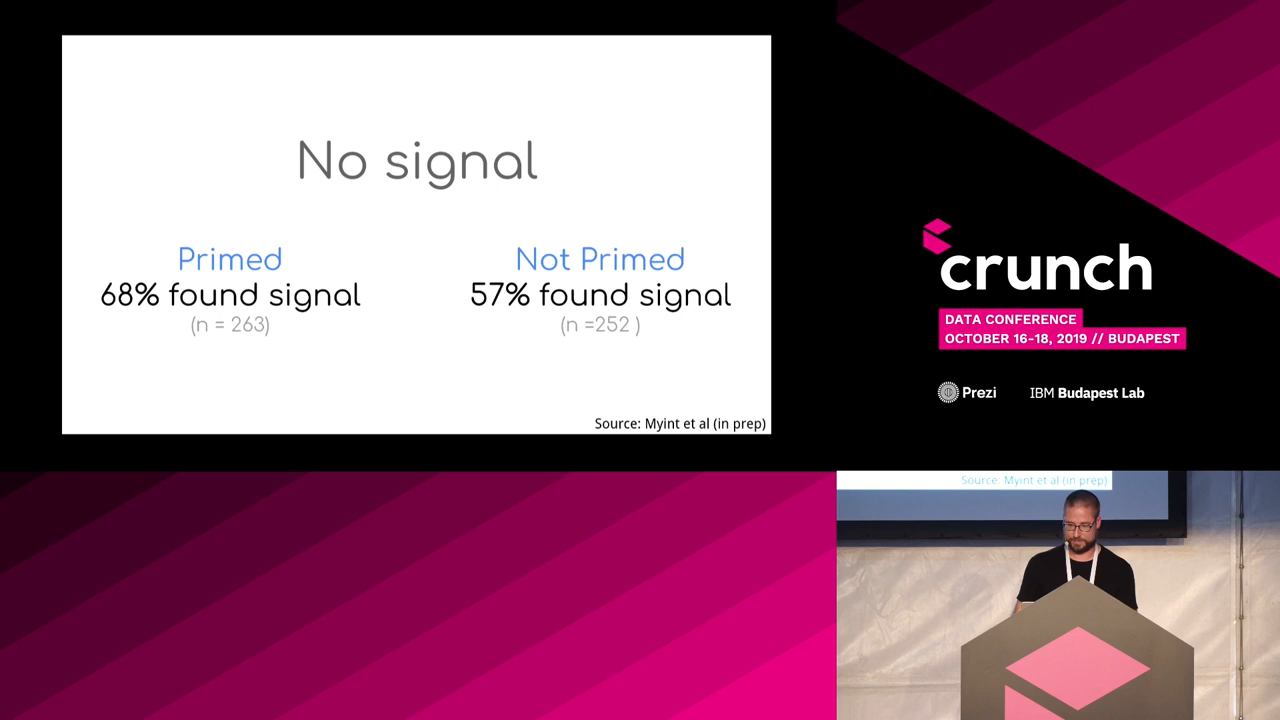 No signal
Primed
68% found signal
(n = 263)
Not Primed
57% found signal
(n =252 )
Source: Myint et al (in prep)
crunch
DATA CONFERENCE
OCTOBER 16-18, 2019 // BUDAPEST
Prezi
IBM Budapest Lab
Source: Myint et al (in prep)